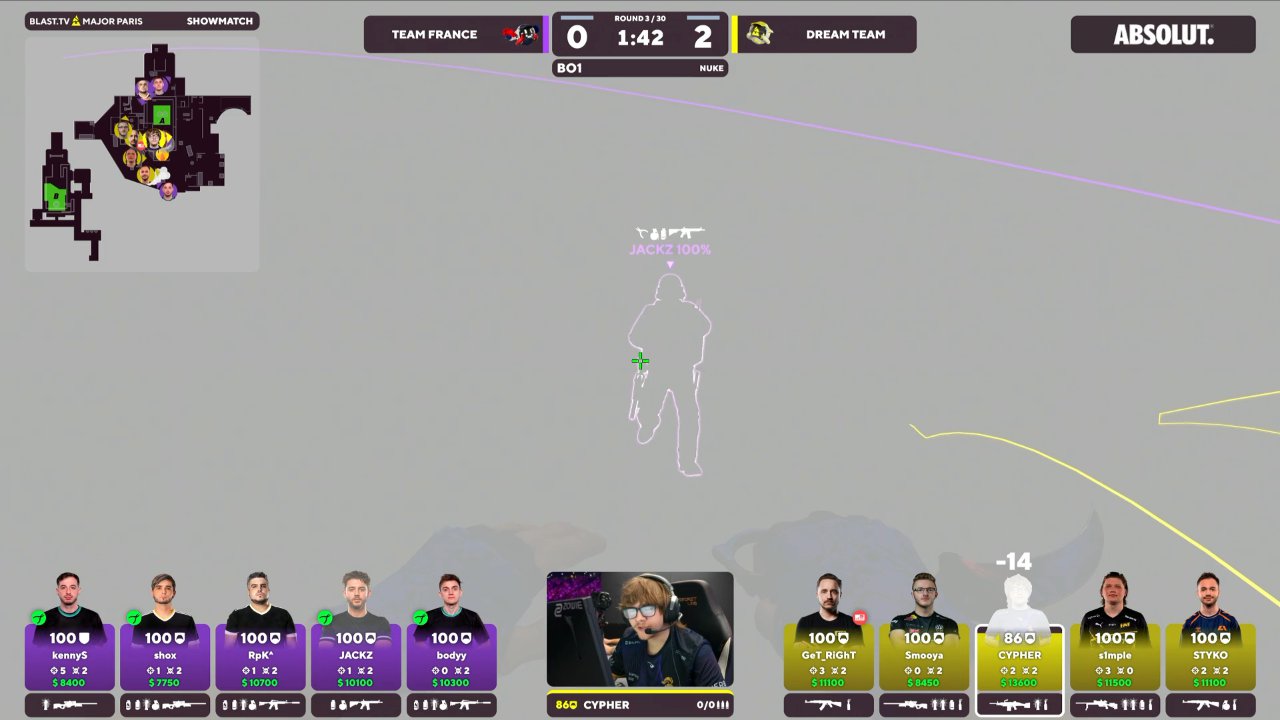 BLAST.TV MAJOR PARIS SHOWMATCH
TEAM FRANCE
0
ROUND 3 / 30
1:42
2
DREAM TEAM
BO1 NUKE
ABSOLUT.
A
B
JACKZ 100%
-14
100 100 100 100 100
kennyS shox RpK^ JACKZ bodyy
5 2 1 2 1 2 1 2 0 2
$8400 $7750 $10700 $10100 $10300
ZOWIE
86 CYPHER 0/0
100 100 86 100 100
GeT_RiGhT Smooya CYPHER s1mple STYKO
3 2 0 2 2 2 3 0 2 2
$11100 $8450 $13600 $11500 $11100